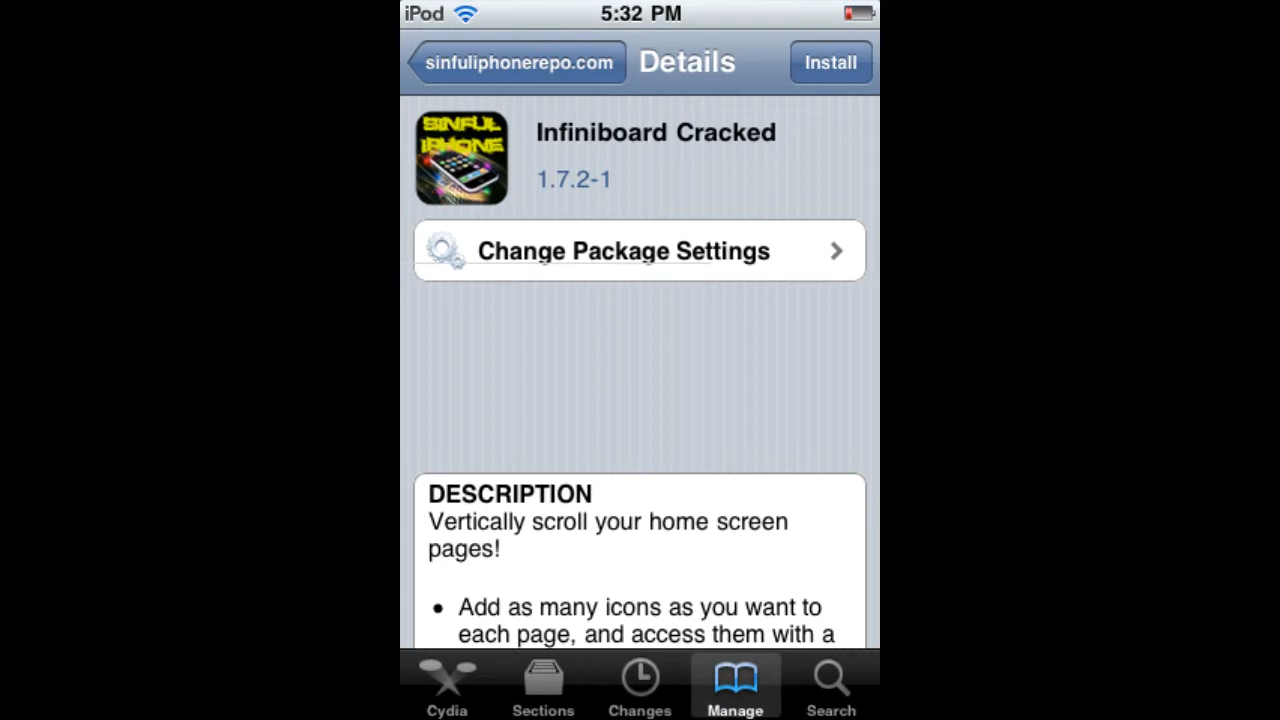 iPod 5:32 PM
sinfuliphonerepo.com Details Install
SINFUL
IPHONE
Infiniboard Cracked
1.7.2-1
Change Package Settings
DESCRIPTION
Vertically scroll your home screen
pages!
• Add as many icons as you want to
each page, and access them with a
Cydia Sections Changes Manage Search